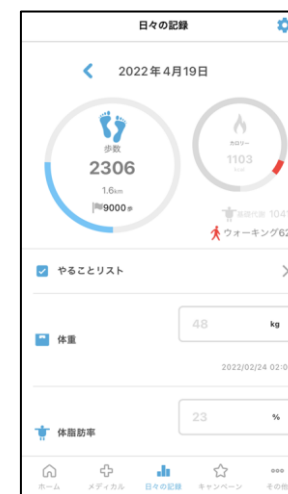 日々の記録
2022年4月19日
歩数
2306
1.6km
9000歩
カロリー
1103
kcal
基礎代謝 1041
ウォーキング62
やることリスト
体重
48
kg
2022/02/24 02:0
体脂肪率
23
%
ホーム
メディカル
日々の記録
キャンペーン
その他